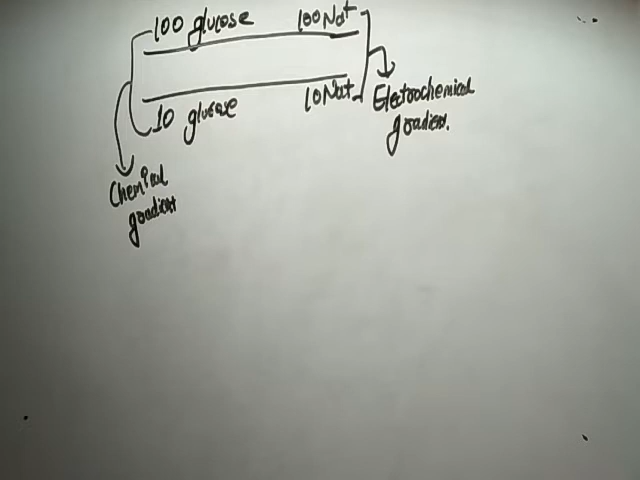 100 glucose 100Na+
10 glucose 10Na+
Electrochemical
gradient.
Chemical
gradient